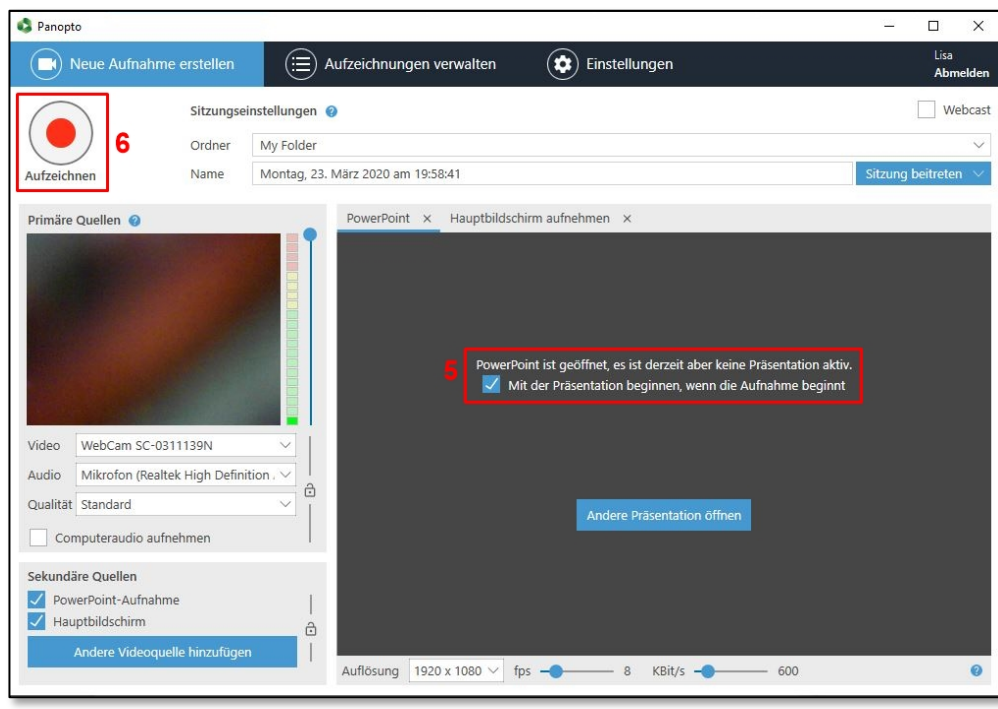 Panopto
Neue Aufnahme erstellen
Aufzeichnungen verwalten
Einstellungen
Lisa
Abmelden
Aufzeichnen
6
Sitzungseinstellungen ?
Webcast
Ordner My Folder
Name Montag, 23. März 2020 am 19:58:41 Sitzung beitreten
Primäre Quellen ?
Video WebCam SC-0311139N
Audio Mikrofon (Realtek High Definition .
Qualität Standard
Computeraudio aufnehmen
Sekundäre Quellen
PowerPoint-Aufnahme
Hauptbildschirm
Andere Videoquelle hinzufügen
PowerPoint × Hauptbildschirm aufnehmen ×
5
PowerPoint ist geöffnet, es ist derzeit aber keine Präsentation aktiv.
Mit der Präsentation beginnen, wenn die Aufnahme beginnt
Andere Präsentation öffnen
Auflösung 1920 x 1080 fps 8 KBit/s 600 ?